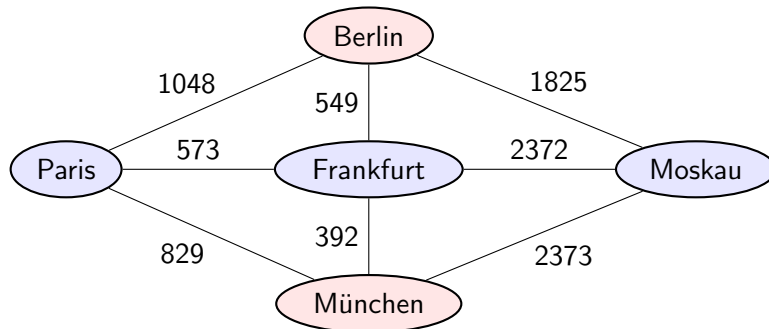 Berlin
1048
1825
549
573
2372
Paris
Frankfurt
Moskau
392
829
2373
München